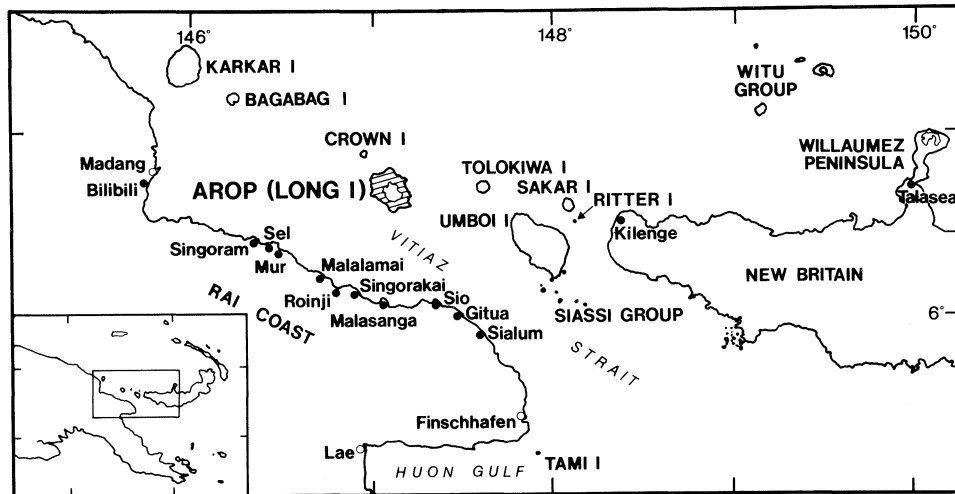 146°
148°
150°
KARKAR I
BAGABAG I
WITU
GROUP
CROWN I
WILLAUMEZ
PENINSULA
Madang
Bilibili
AROP (LONG I)
TOLOKIWA I
SAKAR I
RITTER I
Talasea
UMBOI I
Kilenge
Sel
Singoram
Mur
VITIAZ
Malalamai
Singorakai
NEW BRITAIN
Roinji
Sio
RAI COAST
Malasanga
Gitua
SIASSI GROUP
6°
Sialum
STRAIT
Finschhafen
Lae
HUON GULF
TAMI I